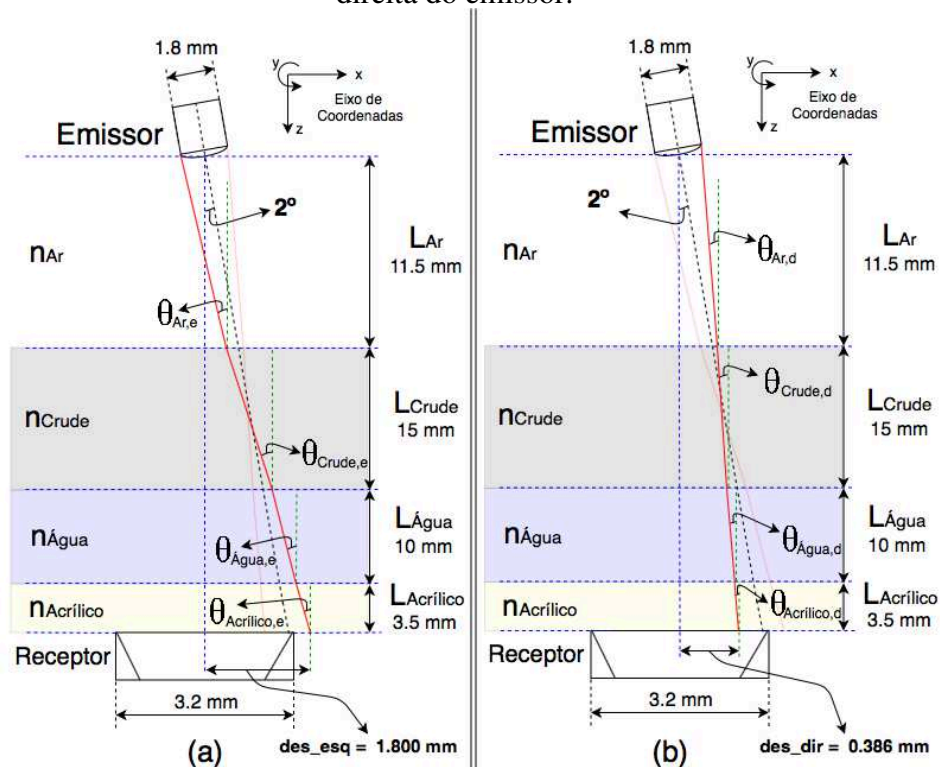 direita do emissor.
1.8 mm
y
x
z
Eixo de
Coordenadas
Emissor
2º
nAr
θAr,e
LAr
11.5 mm
nCrude
θCrude,e
LCrude
15 mm
nÁgua
θÁgua,e
LÁgua
10 mm
nAcrílico
θAcrílico,e
LAcrílico
3.5 mm
Receptor
3.2 mm
(a)
des_esq = 1.800 mm
1.8 mm
y
x
z
Eixo de
Coordenadas
Emissor
2º
nAr
θAr,d
LAr
11.5 mm
nCrude
θCrude,d
LCrude
15 mm
nÁgua
θÁgua,d
LÁgua
10 mm
nAcrílico
θAcrílico,d
LAcrílico
3.5 mm
Receptor
3.2 mm
(b)
des_dir = 0.386 mm